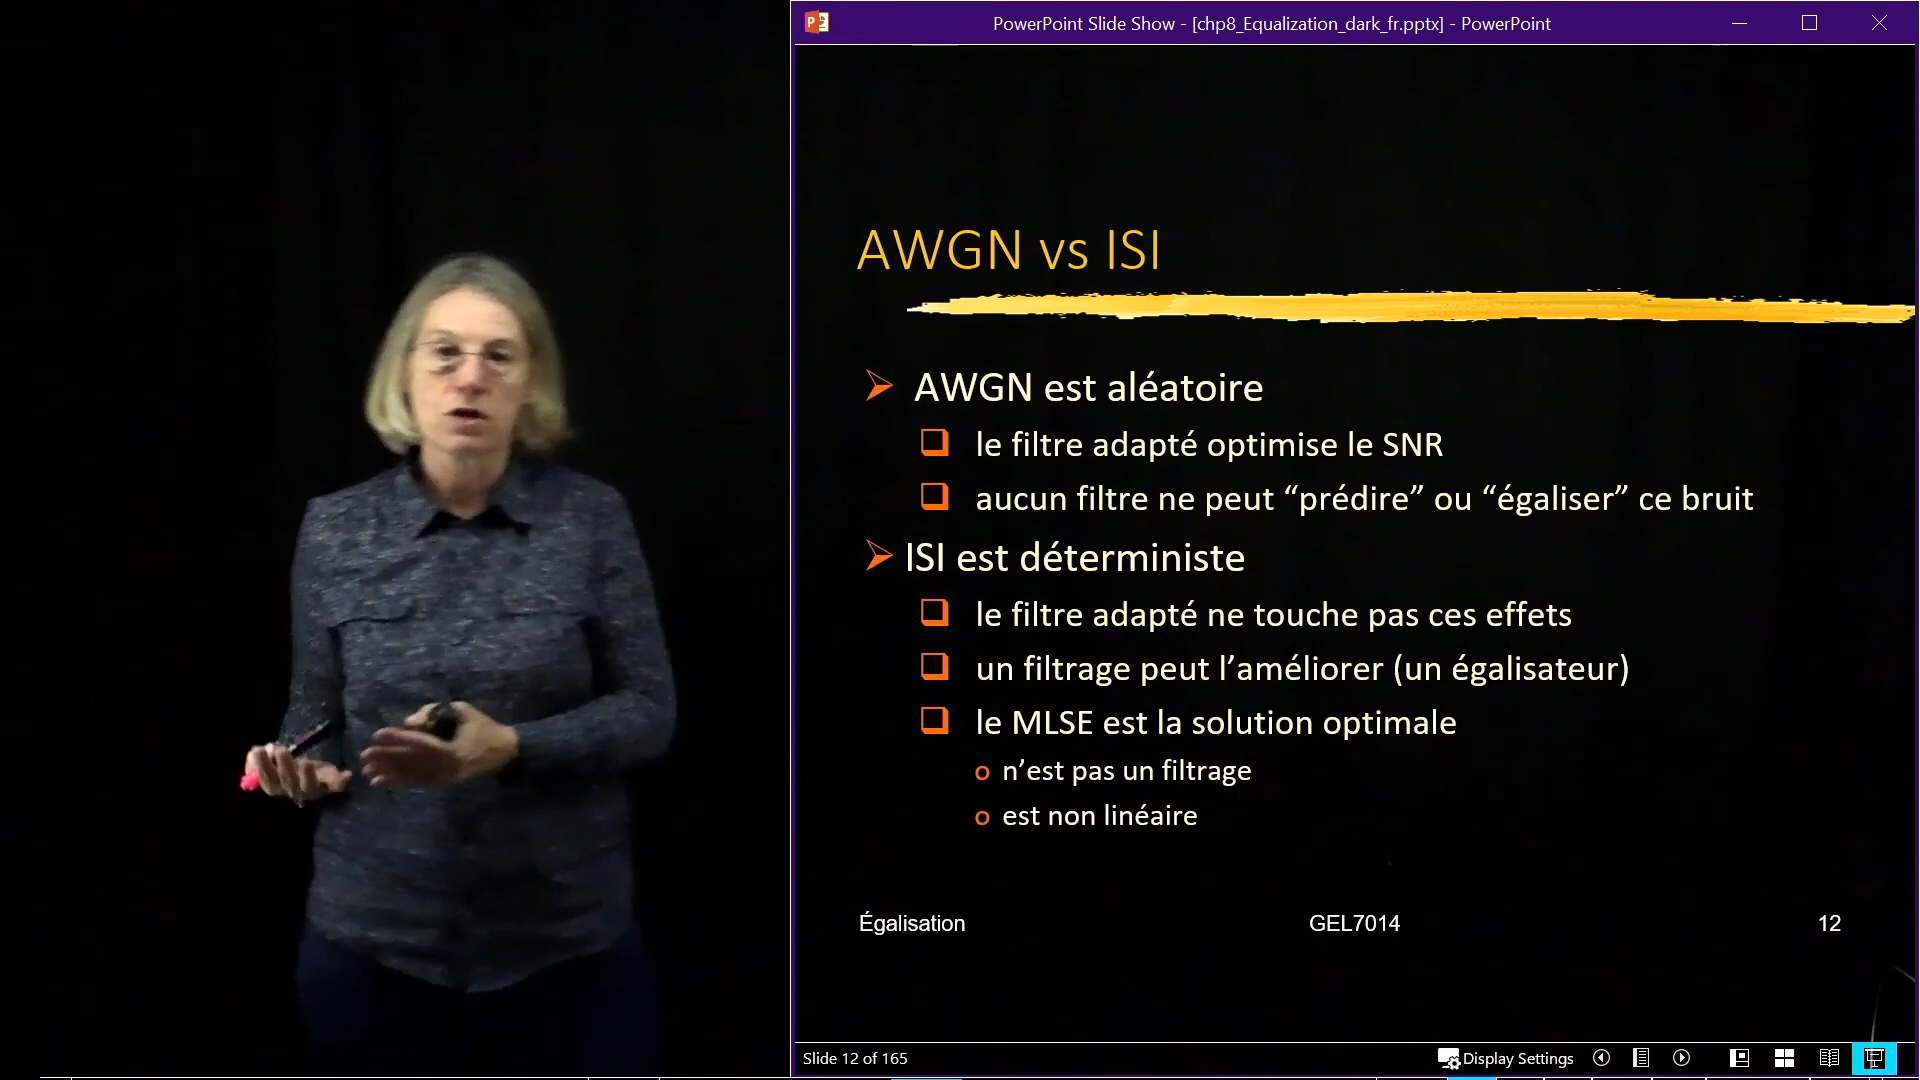 PowerPoint Slide Show - [chp8_Equalization_dark_fr.pptx] - PowerPoint
AWGN vs ISI
AWGN est aléatoire
le filtre adapté optimise le SNR
aucun filtre ne peut “prédire” ou “égaliser” ce bruit
ISI est déterministe
le filtre adapté ne touche pas ces effets
un filtrage peut l’améliorer (un égalisateur)
le MLSE est la solution optimale
n’est pas un filtrage
est non linéaire
Égalisation GEL7014 12
Slide 12 of 165 Display Settings